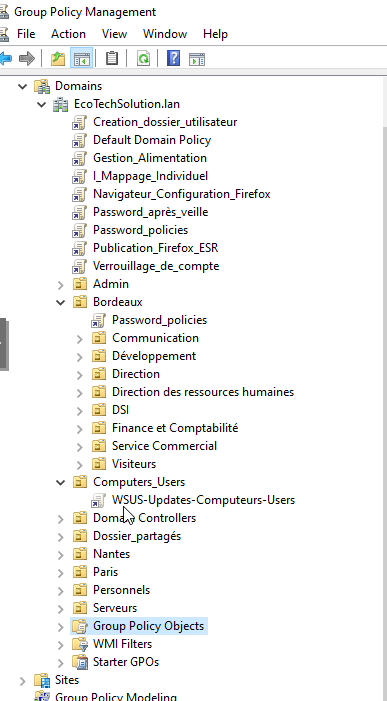 Group Policy Management
File Action View Window Help
Domains
EcoTechSolution.lan
Creation_dossier_utilisateur
Default Domain Policy
Gestion_Alimentation
I_Mappage_Individuel
Navigateur_Configuration_Firefox
Password_après_veille
Password_policies
Publication_Firefox_ESR
Verrouillage_de_compte
Admin
Bordeaux
Password_policies
Communication
Développement
Direction
Direction des ressources humaines
DSI
Finance et Comptabilité
Service Commercial
Visiteurs
Computers_Users
WSUS-Updates-Computeurs-Users
Domain Controllers
Dossier_partagés
Nantes
Paris
Personnels
Serveurs
Group Policy Objects
WMI Filters
Starter GPOs
Sites
Group Policy Modeling